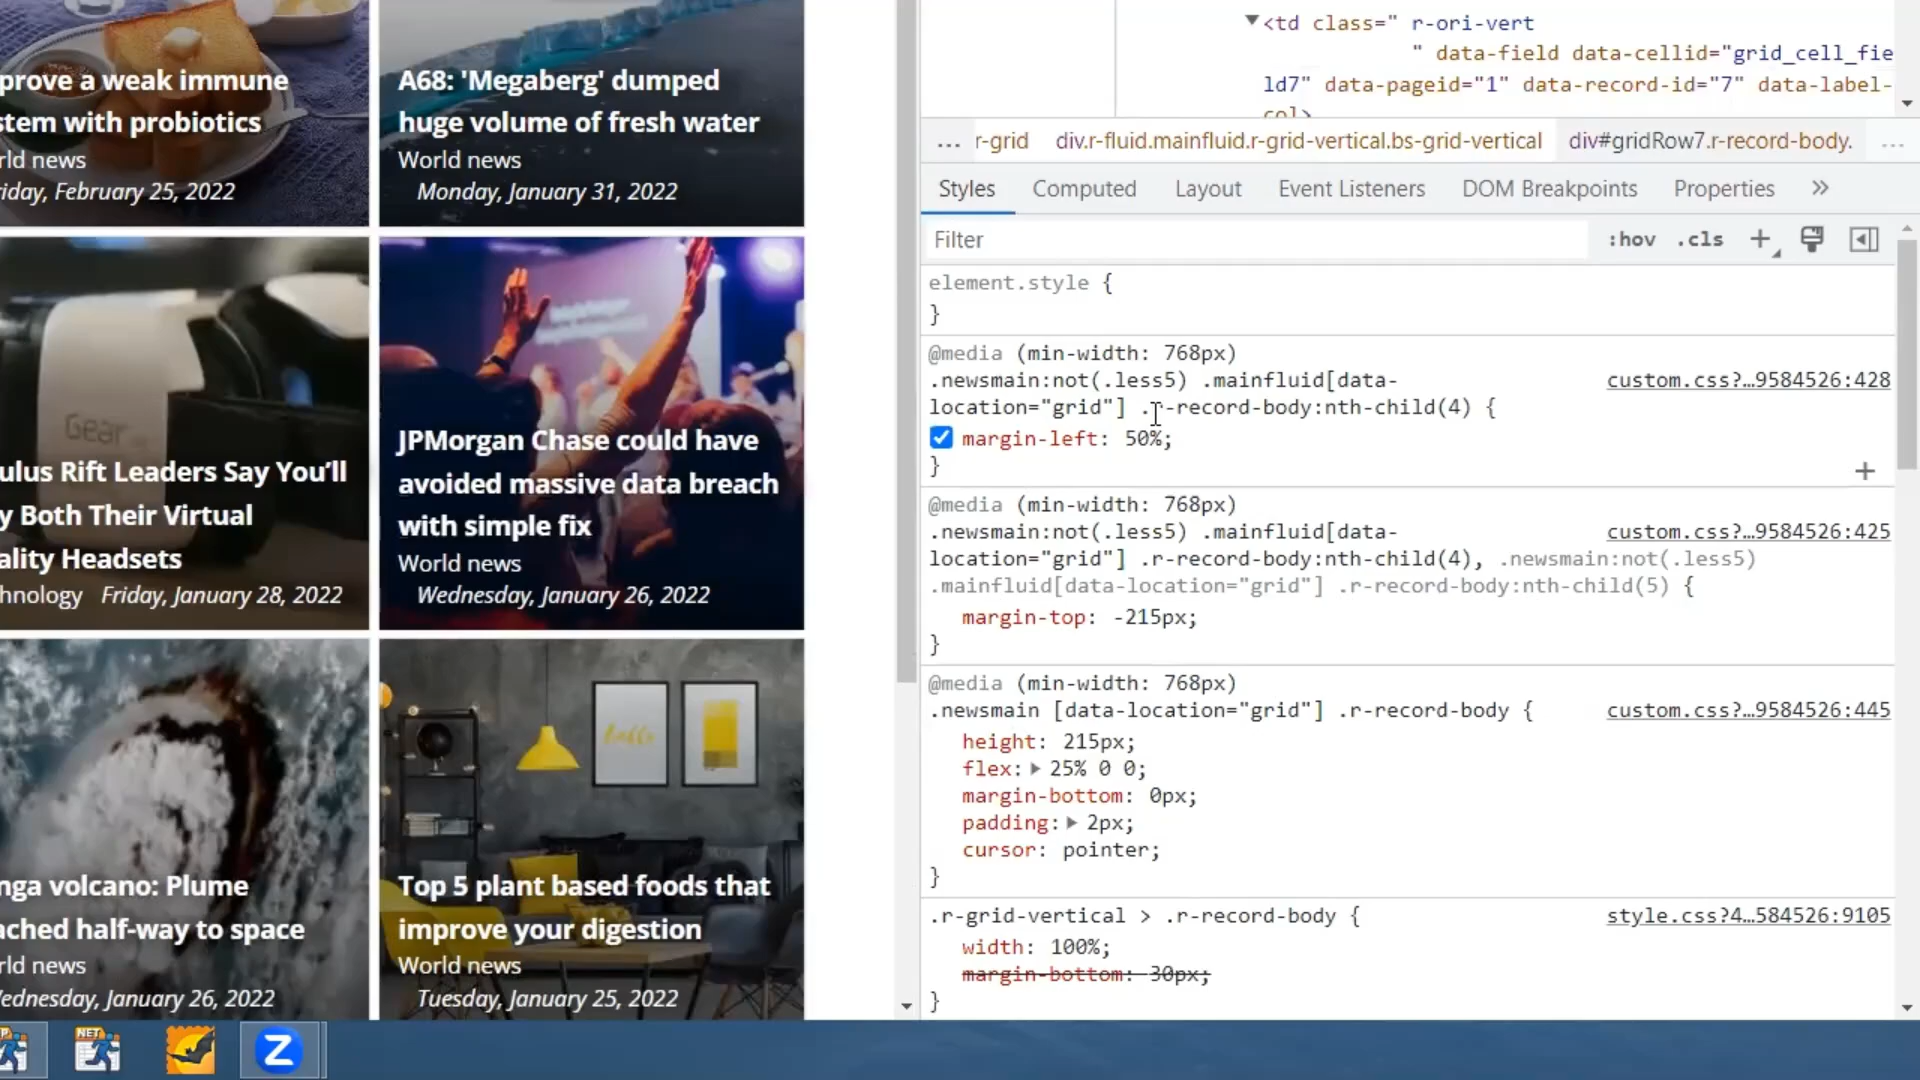 prove a weak immune
stem with probiotics
rld news
iday, February 25, 2022
A68: 'Megaberg' dumped
huge volume of fresh water
World news
Monday, January 31, 2022
Gear
ulus Rift Leaders Say You'll
y Both Their Virtual
ality Headsets
hnology Friday, January 28, 2022
JPMorgan Chase could have
avoided massive data breach
with simple fix
World news
Wednesday, January 26, 2022
nga volcano: Plume
ached half-way to space
rld news
ednesday, January 26, 2022
hello
Top 5 plant based foods that
improve your digestion
World news
Tuesday, January 25, 2022
<td class=" r-ori-vert
" data-field data-cellid="grid_cell_fie
ld7" data-pageid="1" data-record-id="7" data-label-
col>
... r-grid div.r-fluid.mainfluid.r-grid-vertical.bs-grid-vertical div#gridRow7.r-record-body. ...
Styles Computed Layout Event Listeners DOM Breakpoints Properties »
Filter :hov .cls +
element.style {
}
@media (min-width: 768px)
.newsmain:not(.less5) .mainfluid[data- custom.css?…9584526:428
location="grid"] .r-record-body:nth-child(4) {
margin-left: 50%;
}
@media (min-width: 768px)
.newsmain:not(.less5) .mainfluid[data- custom.css?…9584526:425
location="grid"] .r-record-body:nth-child(4), .newsmain:not(.less5)
.mainfluid[data-location="grid"] .r-record-body:nth-child(5) {
margin-top: -215px;
}
@media (min-width: 768px)
.newsmain [data-location="grid"] .r-record-body { custom.css?…9584526:445
height: 215px;
flex: 25% 0 0;
margin-bottom: 0px;
padding: 2px;
cursor: pointer;
}
.r-grid-vertical > .r-record-body { style.css?4…584526:9105
width: 100%;
margin-bottom: 30px;
}
P NET Z